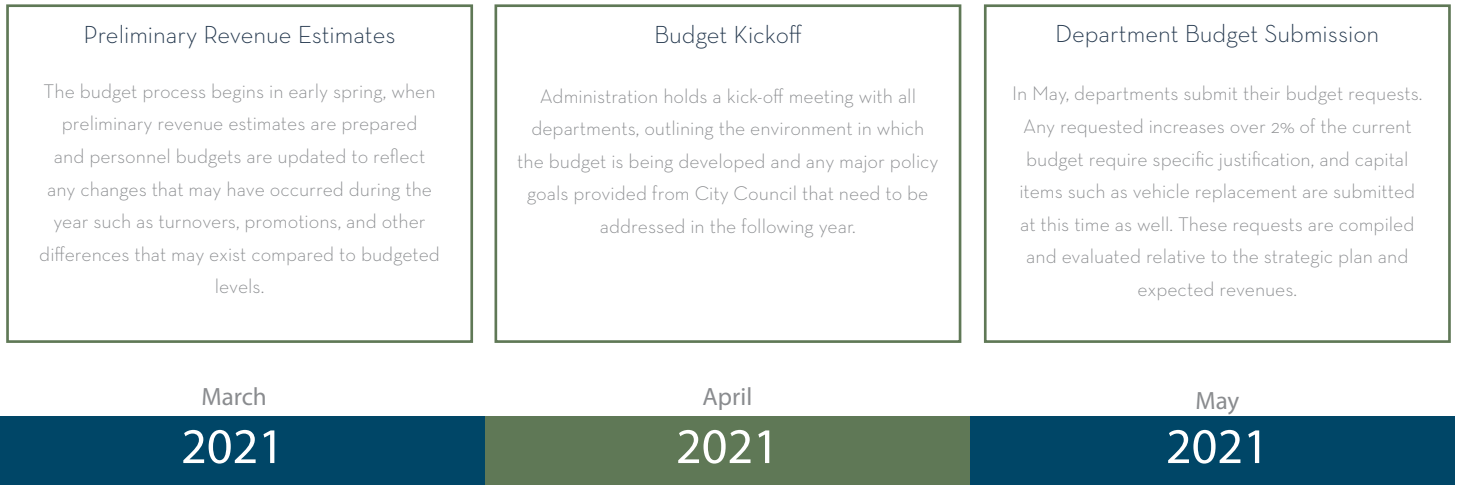 Preliminary Revenue Estimates
The budget process begins in early spring, when
preliminary revenue estimates are prepared
and personnel budgets are updated to reflect
any changes that may have occurred during the
year such as turnovers, promotions, and other
differences that may exist compared to budgeted
levels.
Budget Kickoff
Administration holds a kick-off meeting with all
departments, outlining the environment in which
the budget is being developed and any major policy
goals provided from City Council that need to be
addressed in the following year.
Department Budget Submission
In May, departments submit their budget requests.
Any requested increases over 2% of the current
budget require specific justification, and capital
items such as vehicle replacement are submitted
at this time as well. These requests are compiled
and evaluated relative to the strategic plan and
expected revenues.
March
2021
April
2021
May
2021